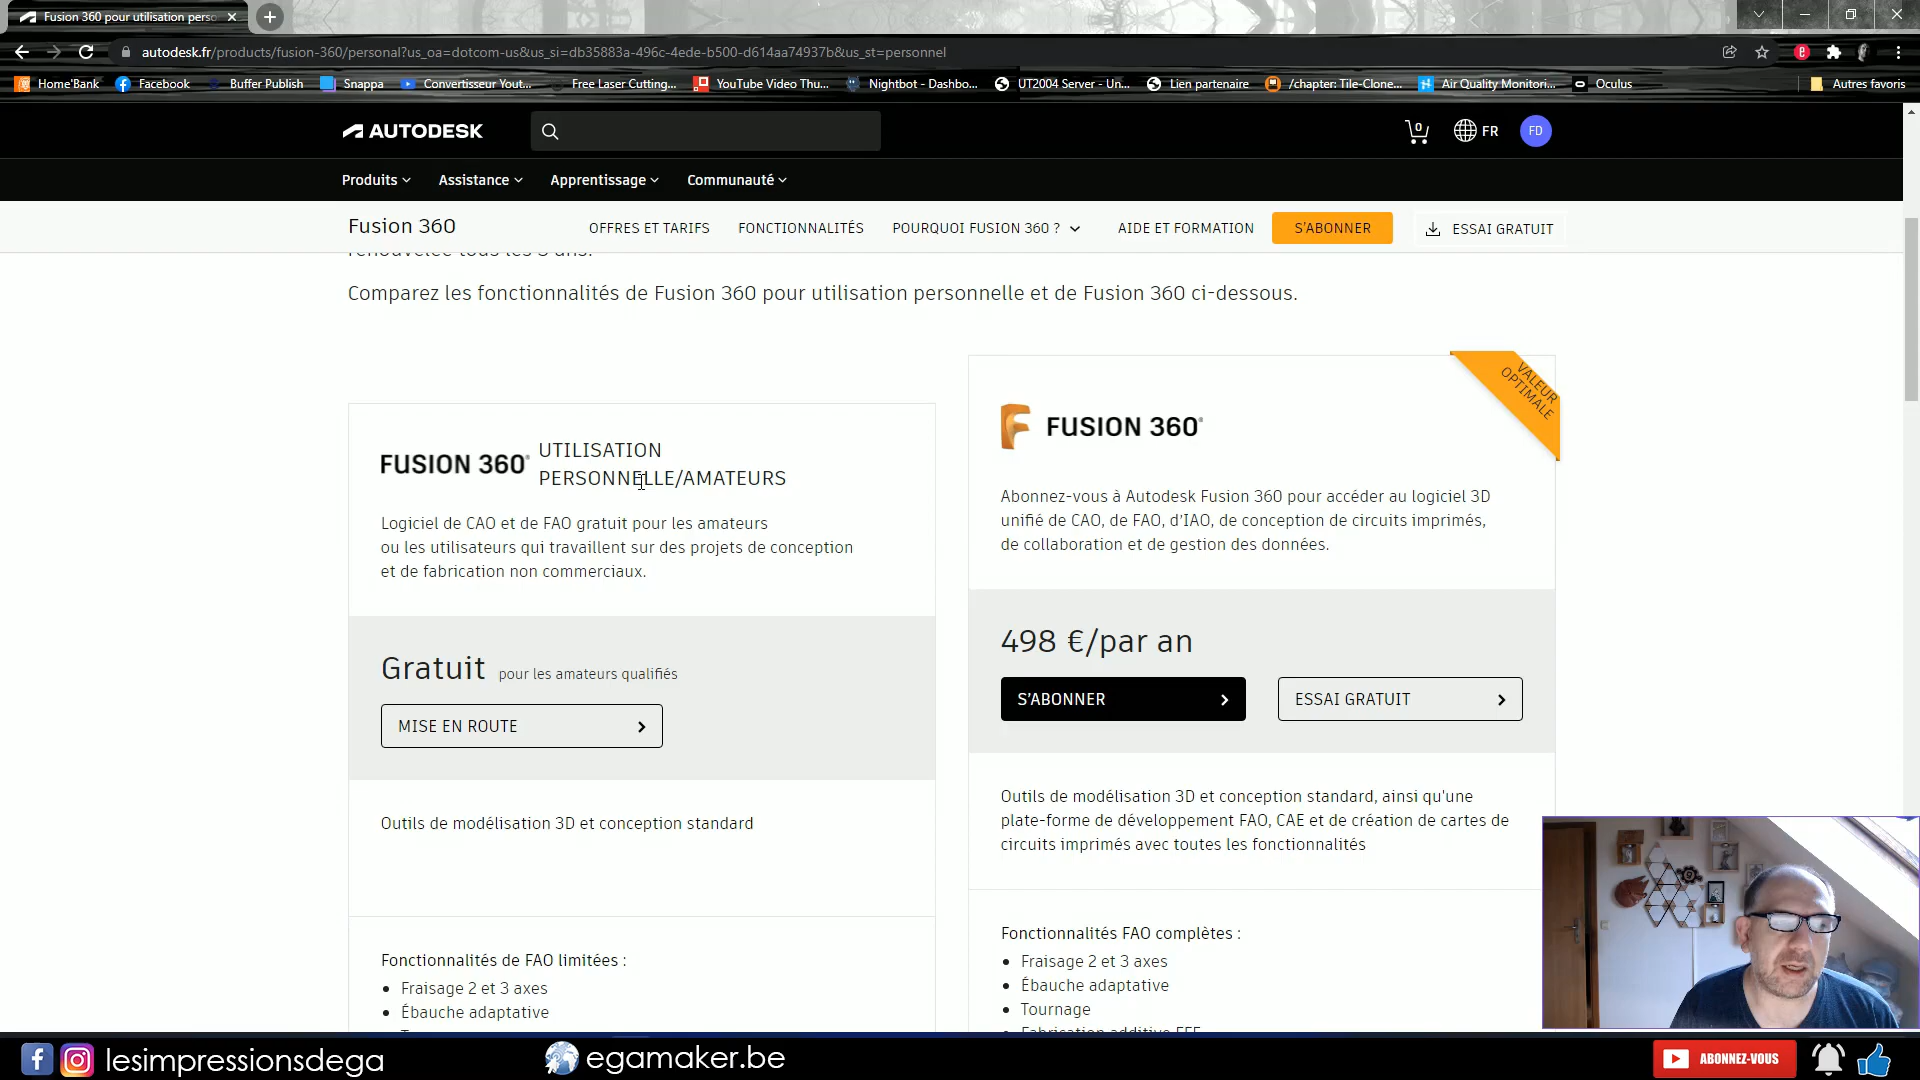 Fusion 360 pour utilisation perso
autodesk.fr/products/fusion-360/personal?us_oa=dotcom-us&us_si=db35883a-496c-4ede-b500-d614aa74937b&us_st=personnel
Home'Bank Facebook Buffer Publish Snappa Convertisseur Yout... Free Laser Cutting... YouTube Video Thu... Nightbot - Dashbo... UT2004 Server - Un... Lien partenaire /chapter: Tile-Clone... Air Quality Monitori... Oculus Autres favoris
AUTODESK 0 FR FD
Produits Assistance Apprentissage Communauté
Fusion 360 OFFRES ET TARIFS FONCTIONNALITÉS POURQUOI FUSION 360 ? AIDE ET FORMATION S'ABONNER ESSAI GRATUIT
renouvelée tous les 3 ans.
Comparez les fonctionnalités de Fusion 360 pour utilisation personnelle et de Fusion 360 ci-dessous.
FUSION 360® UTILISATION
PERSONNELLE/AMATEURS
Logiciel de CAO et de FAO gratuit pour les amateurs
ou les utilisateurs qui travaillent sur des projets de conception
et de fabrication non commerciaux.
Gratuit pour les amateurs qualifiés
MISE EN ROUTE
Outils de modélisation 3D et conception standard
Fonctionnalités de FAO limitées :
• Fraisage 2 et 3 axes
• Ébauche adaptative
VALEUR
OPTIMALE
FUSION 360®
Abonnez-vous à Autodesk Fusion 360 pour accéder au logiciel 3D
unifié de CAO, de FAO, d'IAO, de conception de circuits imprimés,
de collaboration et de gestion des données.
498 €/par an
S'ABONNER ESSAI GRATUIT
Outils de modélisation 3D et conception standard, ainsi qu'une
plate-forme de développement FAO, CAE et de création de cartes de
circuits imprimés avec toutes les fonctionnalités
Fonctionnalités FAO complètes :
• Fraisage 2 et 3 axes
• Ébauche adaptative
• Tournage
• Fabrication additive FFF
lesimpressionsdega egamaker.be ABONNEZ-VOUS